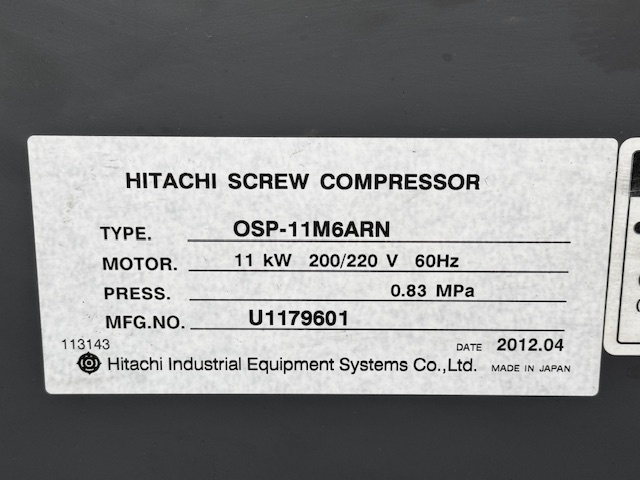 HITACHI SCREW COMPRESSOR
TYPE. OSP-11M6ARN
MOTOR. 11 kW 200/220 V 60Hz
PRESS. 0.83 MPa
MFG.NO. U1179601
113143 DATE 2012.04
Hitachi Industrial Equipment Systems Co.,Ltd. MADE IN JAPAN